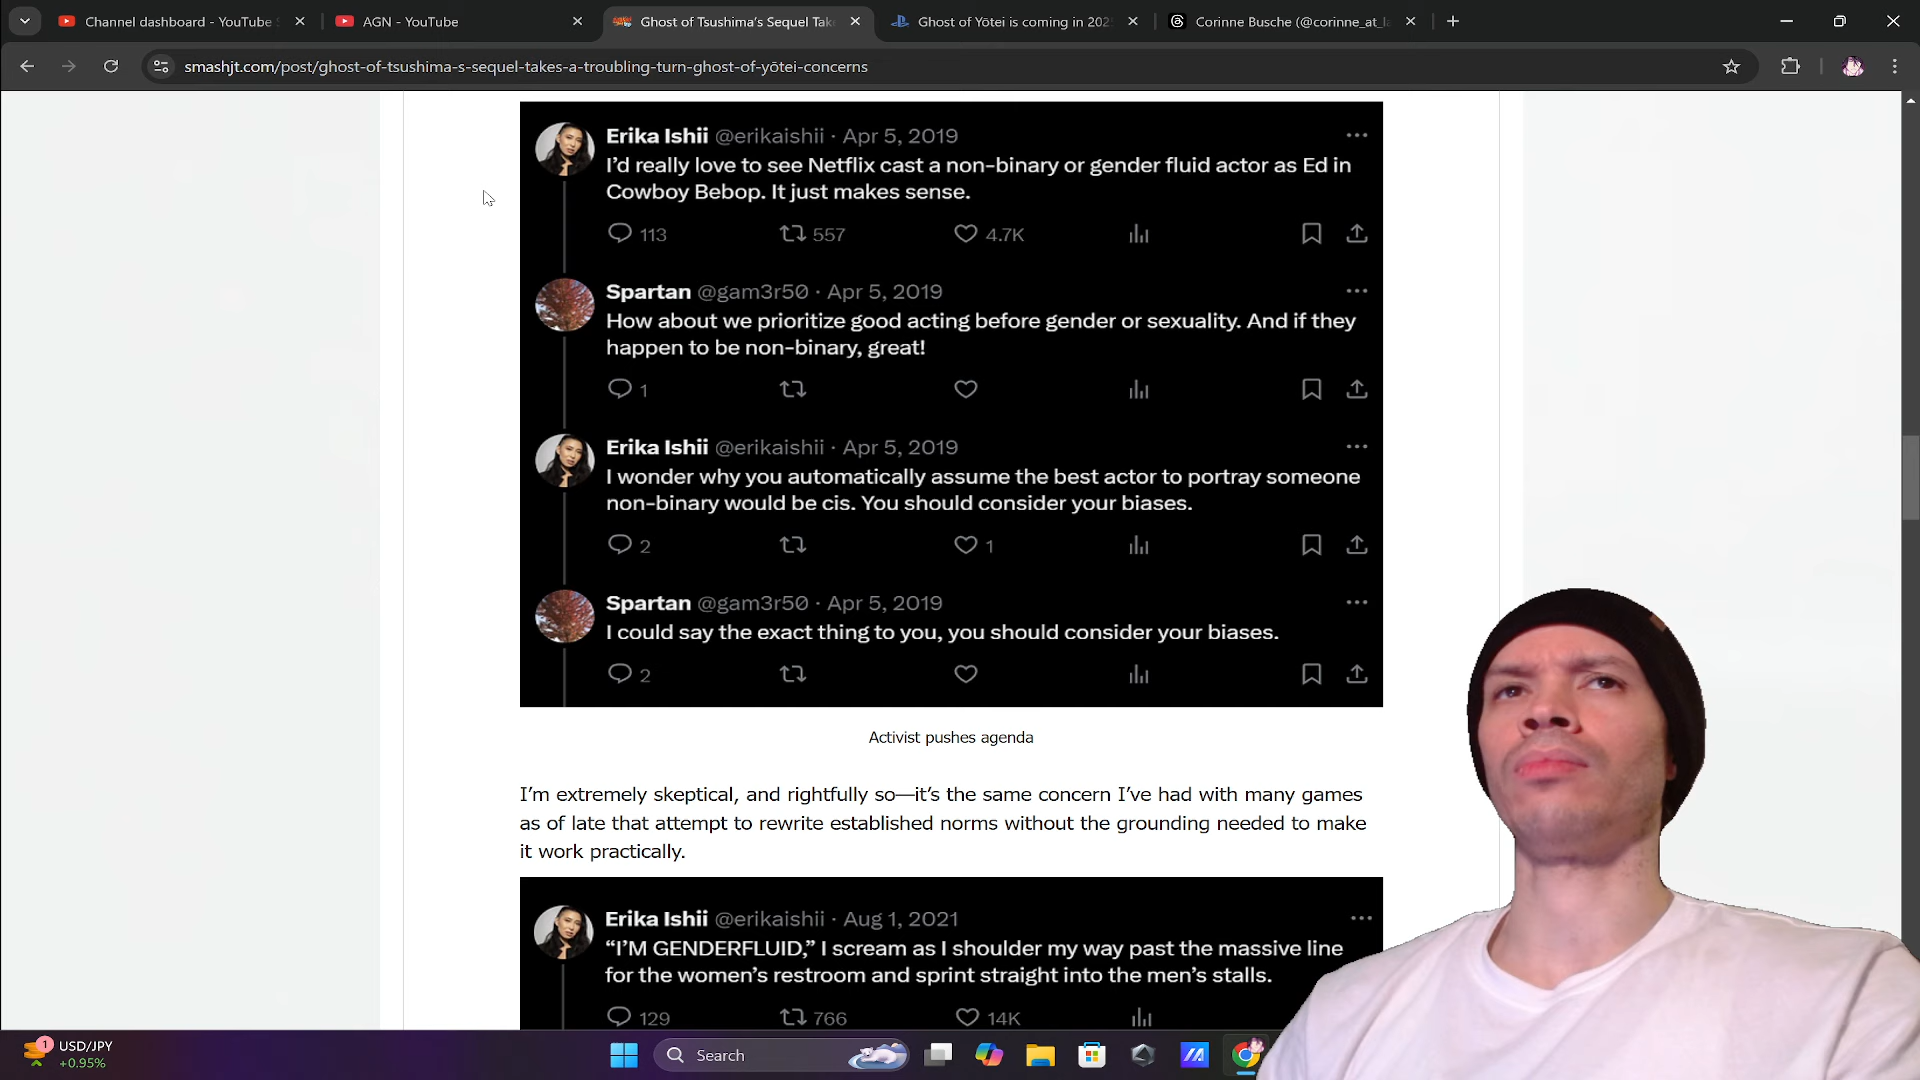 Channel dashboard - YouTube S
AGN - YouTube
Ghost of Tsushima's Sequel Tak
Ghost of Yōtei is coming in 202
Corinne Busche (@corinne_at_la
smashjt.com/post/ghost-of-tsushima-s-sequel-takes-a-troubling-turn-ghost-of-yōtei-concerns
Erika Ishii @erikaishii · Apr 5, 2019
I'd really love to see Netflix cast a non-binary or gender fluid actor as Ed in
Cowboy Bebop. It just makes sense.
113 557 4.7K
Spartan @gam3r50 · Apr 5, 2019
How about we prioritize good acting before gender or sexuality. And if they
happen to be non-binary, great!
1
Erika Ishii @erikaishii · Apr 5, 2019
I wonder why you automatically assume the best actor to portray someone
non-binary would be cis. You should consider your biases.
2 1
Spartan @gam3r50 · Apr 5, 2019
I could say the exact thing to you, you should consider your biases.
2
Activist pushes agenda
I'm extremely skeptical, and rightfully so—it's the same concern I've had with many games
as of late that attempt to rewrite established norms without the grounding needed to make
it work practically.
Erika Ishii @erikaishii · Aug 1, 2021
"I'M GENDERFLUID," I scream as I shoulder my way past the massive line
for the women's restroom and sprint straight into the men's stalls.
129 766 14K
1
USD/JPY
+0.95%
Search